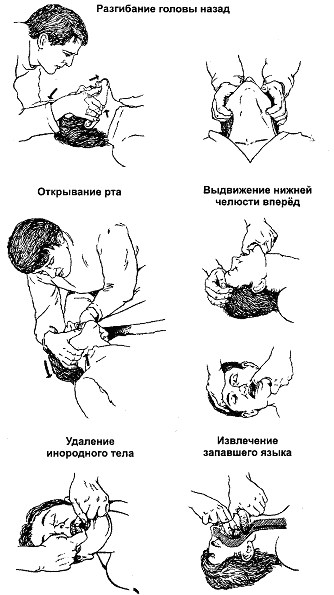 Разгибание головы назад
Открывание рта
Выдвижение нижней
челюсти вперёд
Удаление
инородного тела
Извлечение
запавшего языка